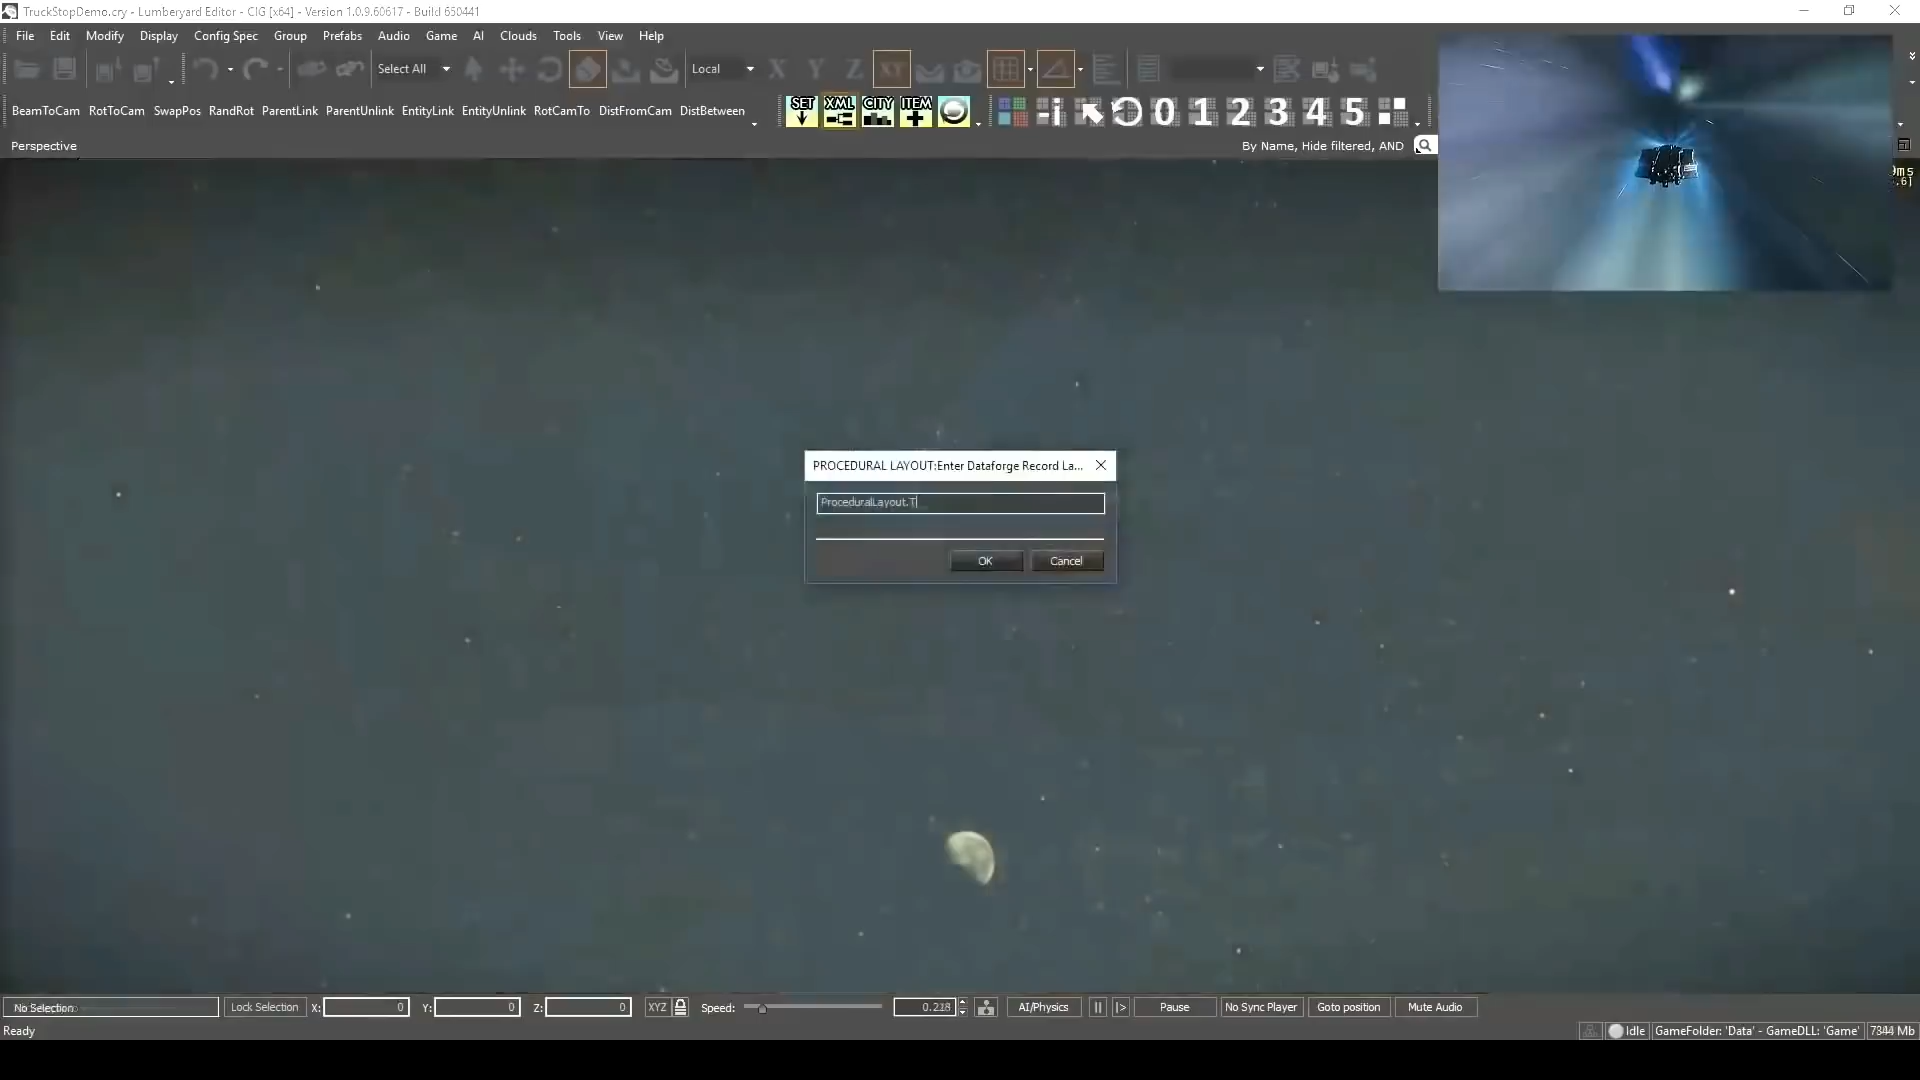 TruckStopDemo.cry - Lumberyard Editor - CIG [x64] - Version 1.0.9.60617 - Build 650441
File Edit Modify Display Config Spec Group Prefabs Audio Game AI Clouds Tools View Help
Select All Local X Y Z XY
BeamToCam RotToCam SwapPos RandRot ParentLink ParentUnlink EntityLink EntityUnlink RotCamTo DistFromCam DistBetween SET XML CITY ITEM -i 0 1 2 3 4 5
Perspective By Name, Hide filtered, AND
PROCEDURAL LAYOUT:Enter Dataforge Record La...
ProceduralLayout.T
OK Cancel
No Selection Lock Selection X: 0 Y: 0 Z: 0 XYZ Speed: 0.218 AI/Physics Pause No Sync Player Goto position Mute Audio
Ready Idle GameFolder: 'Data' - GameDLL: 'Game' 7344 Mb